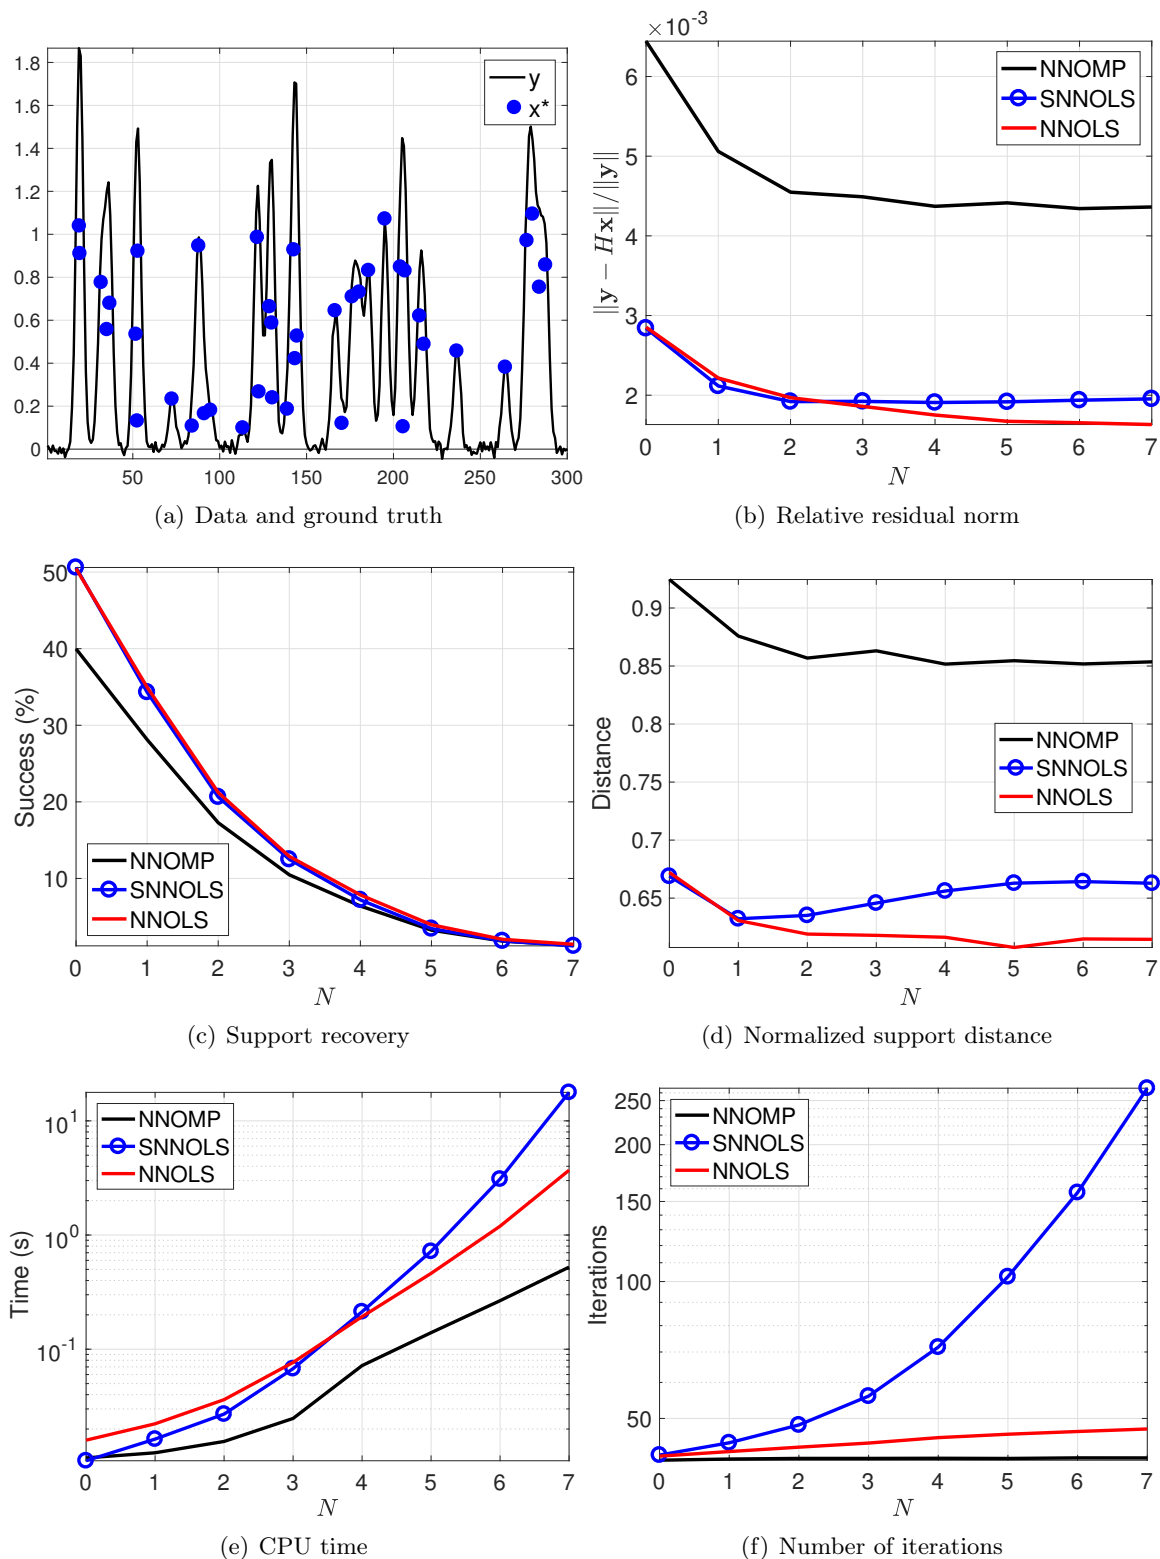 1.8
1.6
1.4
1.2
1
0.8
0.6
0.4
0.2
0
50 100 150 200 250 300
y
x*
(a) Data and ground truth
×10⁻³
6
5
4
3
2
0 1 2 3 4 5 6 7
N
‖y − Hx‖/‖y‖
NNOMP
SNNOLS
NNOLS
(b) Relative residual norm
50
40
30
20
10
0 1 2 3 4 5 6 7
N
Success (%)
NNOMP
SNNOLS
NNOLS
(c) Support recovery
0.9
0.85
0.8
0.75
0.7
0.65
0 1 2 3 4 5 6 7
N
Distance
NNOMP
SNNOLS
NNOLS
(d) Normalized support distance
10¹
10⁰
10⁻¹
0 1 2 3 4 5 6 7
N
Time (s)
NNOMP
SNNOLS
NNOLS
(e) CPU time
250
200
150
100
50
0 1 2 3 4 5 6 7
N
Iterations
NNOMP
SNNOLS
NNOLS
(f) Number of iterations